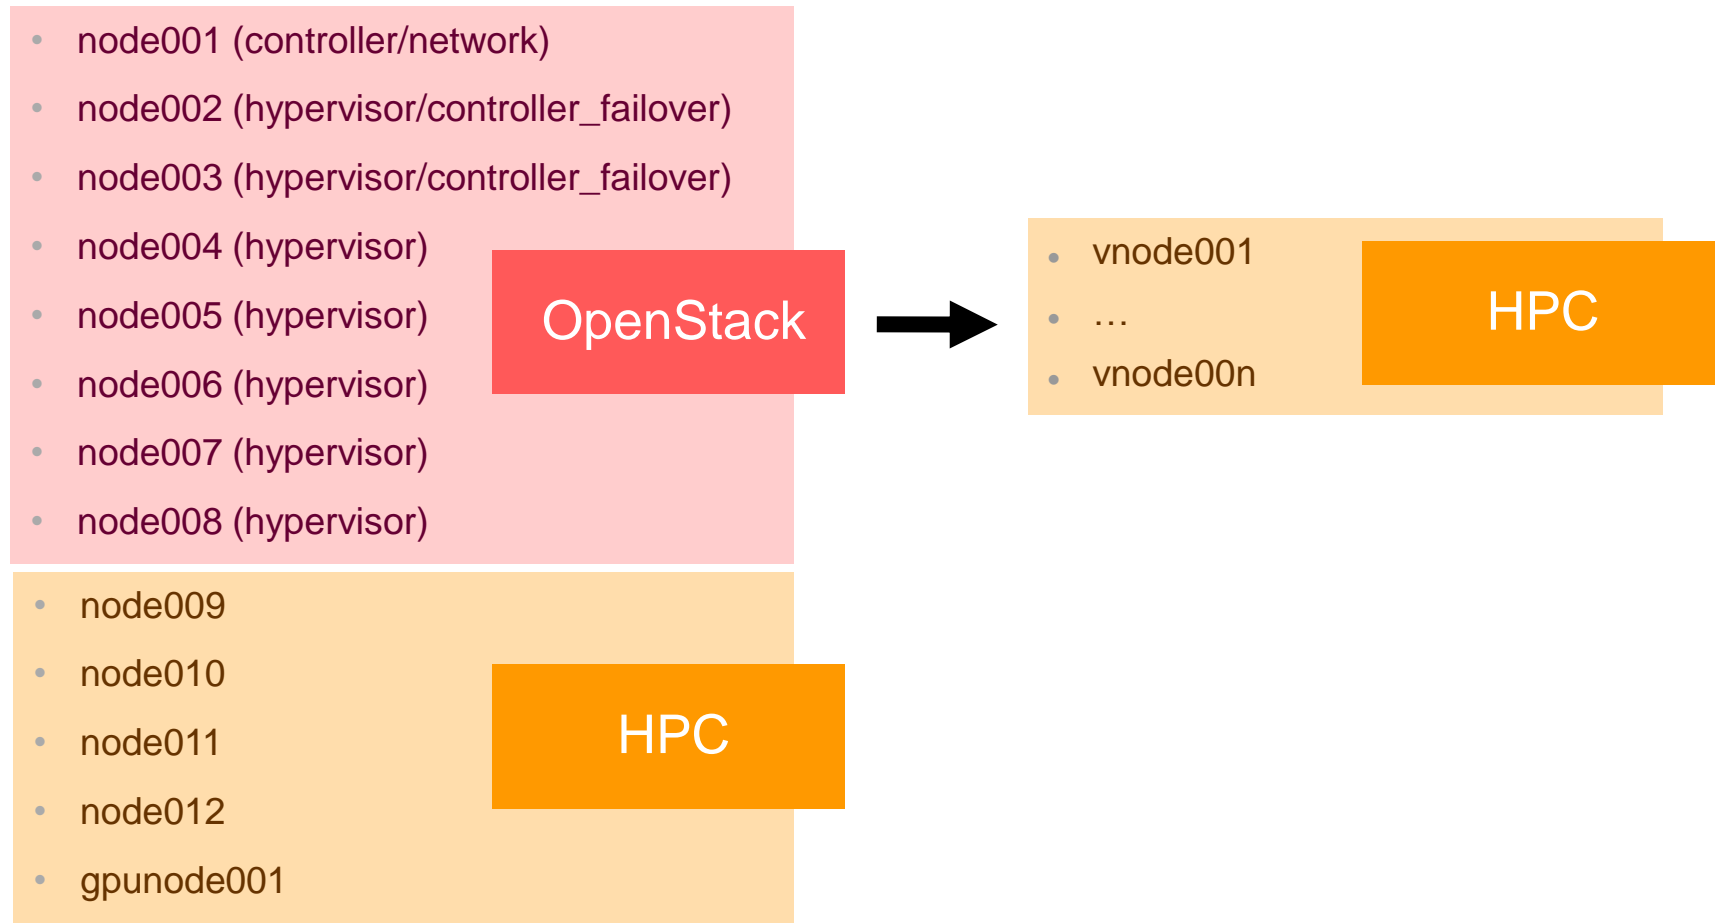 node001 (controller/network)
node002 (hypervisor/controller_failover)
node003 (hypervisor/controller_failover)
node004 (hypervisor)
node005 (hypervisor)
node006 (hypervisor)
node007 (hypervisor)
node008 (hypervisor)
OpenStack
node009
node010
node011
node012
gpunode001
HPC
vnode001
…
vnode00n
HPC